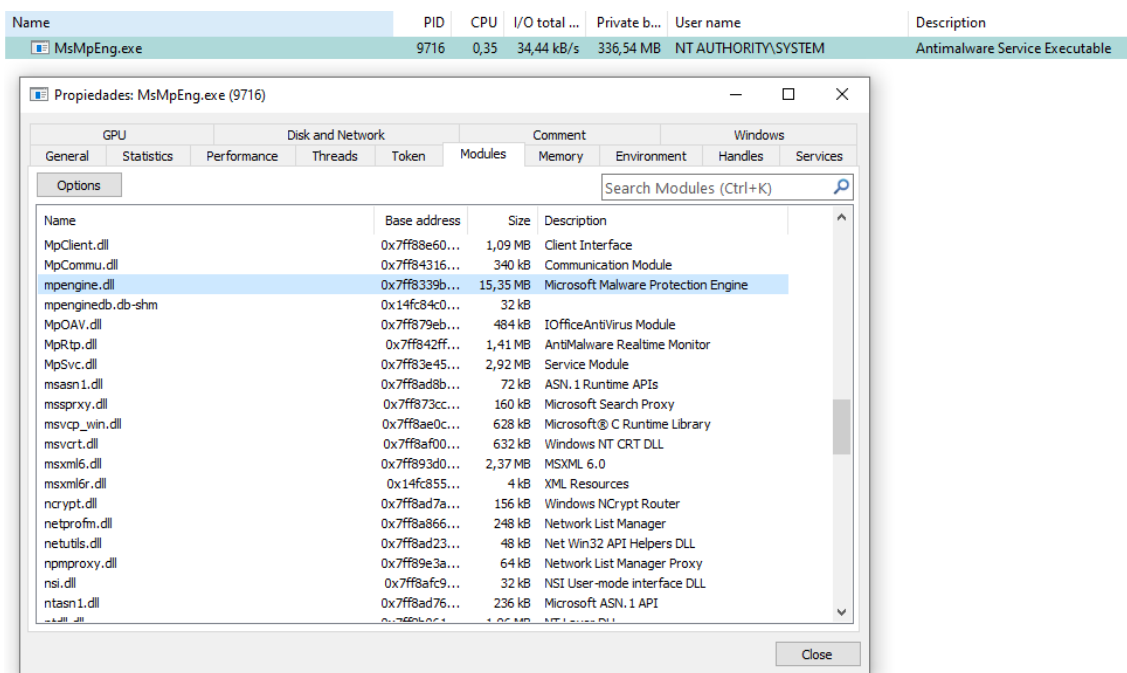 Name PID CPU I/O total ... Private b... User name Description
MsMpEng.exe 9716 0,35 34,44 kB/s 336,54 MB NT AUTHORITY\SYSTEM Antimalware Service Executable
Propiedades: MsMpEng.exe (9716)
GPU Disk and Network Comment Windows
General Statistics Performance Threads Token Modules Memory Environment Handles Services
Options Search Modules (Ctrl+K)
Name Base address Size Description
MpClient.dll 0x7ff88e60... 1,09 MB Client Interface
MpCommu.dll 0x7ff84316... 340 kB Communication Module
mpengine.dll 0x7ff8339b... 15,35 MB Microsoft Malware Protection Engine
mpenginedb.db-shm 0x14fc84c0... 32 kB
MpOAV.dll 0x7ff879eb... 484 kB IOfficeAntiVirus Module
MpRtp.dll 0x7ff842ff... 1,41 MB AntiMalware Realtime Monitor
MpSvc.dll 0x7ff83e45... 2,92 MB Service Module
msasn1.dll 0x7ff8ad8b... 72 kB ASN.1 Runtime APIs
mssprxy.dll 0x7ff873cc... 160 kB Microsoft Search Proxy
msvcp_win.dll 0x7ff8ae0c... 628 kB Microsoft® C Runtime Library
msvcrt.dll 0x7ff8af00... 632 kB Windows NT CRT DLL
msxml6.dll 0x7ff893d0... 2,37 MB MSXML 6.0
msxml6r.dll 0x14fc855... 4 kB XML Resources
ncrypt.dll 0x7ff8ad7a... 156 kB Windows NCrypt Router
netprofm.dll 0x7ff8a866... 248 kB Network List Manager
netutils.dll 0x7ff8ad23... 48 kB Net Win32 API Helpers DLL
npmproxy.dll 0x7ff89e3a... 64 kB Network List Manager Proxy
nsi.dll 0x7ff8afc9... 32 kB NSI User-mode interface DLL
ntasn1.dll 0x7ff8ad76... 236 kB Microsoft ASN.1 API
Close